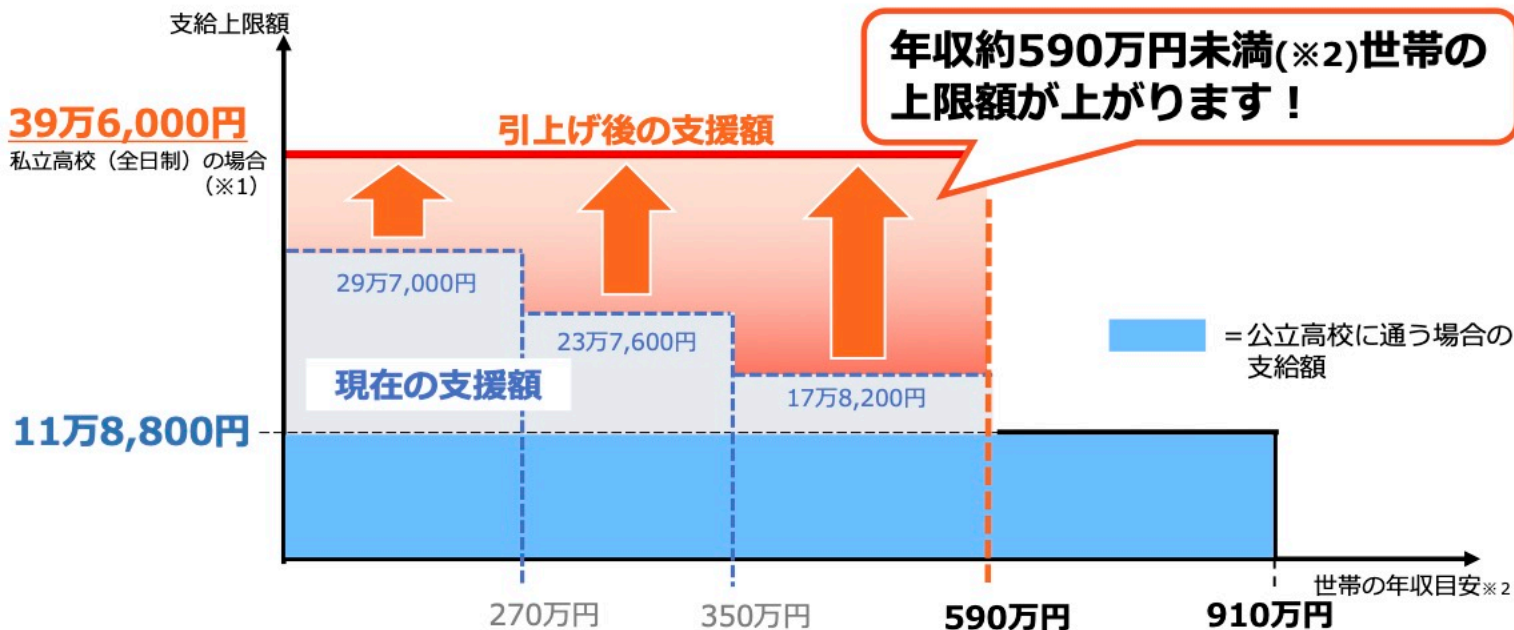 支給上限額
年収約590万円未満(※2)世帯の
上限額が上がります！
39万6,000円
私立高校（全日制）の場合
（※1）
引上げ後の支援額
29万7,000円
23万7,600円
17万8,200円
現在の支援額
＝公立高校に通う場合の
支給額
11万8,800円
世帯の年収目安※2
270万円
350万円
590万円
910万円